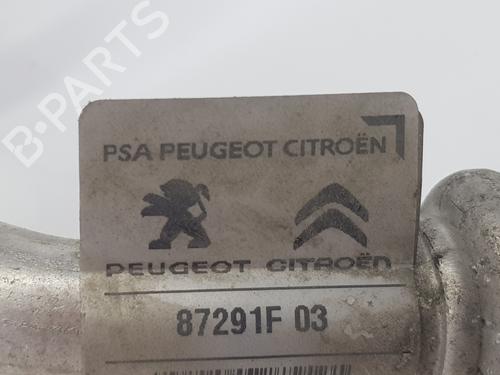 B-PARTS
PSA PEUGEOT CITROËN
PEUGEOT CITROËN
87291F 03